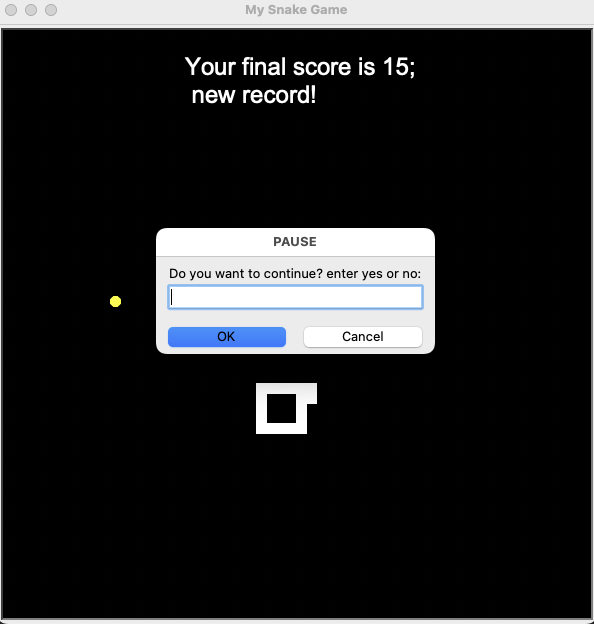 My Snake Game
Your final score is 15;
new record!
PAUSE
Do you want to continue? enter yes or no:
OK
Cancel